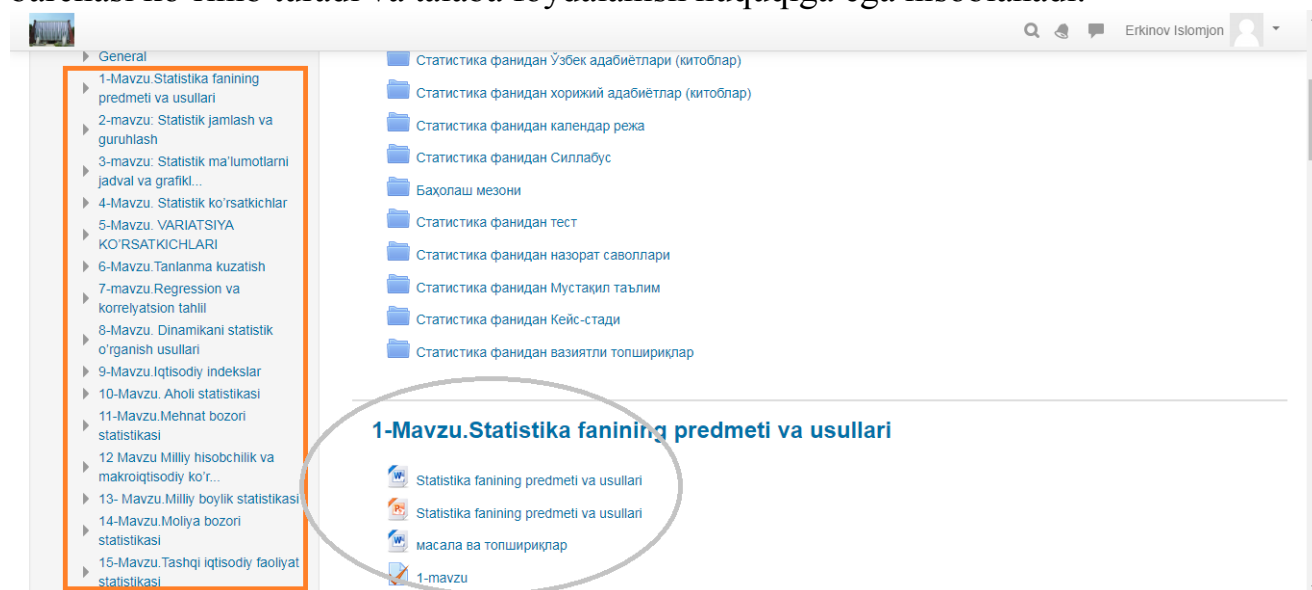 Erkinov Islomjon
General
1-Mavzu.Statistika fanining
predmeti va usullari
2-mavzu: Statistik jamlash va
guruhlash
3-mavzu: Statistik ma'lumotlarni
jadval va grafikl...
4-Mavzu. Statistik ko'rsatkichlar
5-Mavzu. VARIATSIYA
KO'RSATKICHLARI
6-Mavzu.Tanlanma kuzatish
7-mavzu.Regression va
korrelyatsion tahlil
8-Mavzu. Dinamikani statistik
o'rganish usullari
9-Mavzu.Iqtisodiy indekslar
10-Mavzu. Aholi statistikasi
11-Mavzu.Mehnat bozori
statistikasi
12 Mavzu Milliy hisobchilik va
makroiqtisodiy ko'r...
13- Mavzu.Milliy boylik statistikasi
14-Mavzu.Moliya bozori
statistikasi
15-Mavzu.Tashqi iqtisodiy faoliyat
statistikasi
Статистика фанидан Ўзбек адабиётлари (китоблар)
Статистика фанидан хорижий адабиётлар (китоблар)
Статистика фанидан календар режа
Статистика фанидан Силлабус
Баҳолаш мезони
Статистика фанидан тест
Статистика фанидан назорат саволлари
Статистика фанидан Мустақил таълим
Статистика фанидан Кейс-стади
Статистика фанидан вазиятли топшириқлар
1-Mavzu.Statistika fanining predmeti va usullari
Statistika fanining predmeti va usullari
Statistika fanining predmeti va usullari
масала ва топшириқлар
1-mavzu